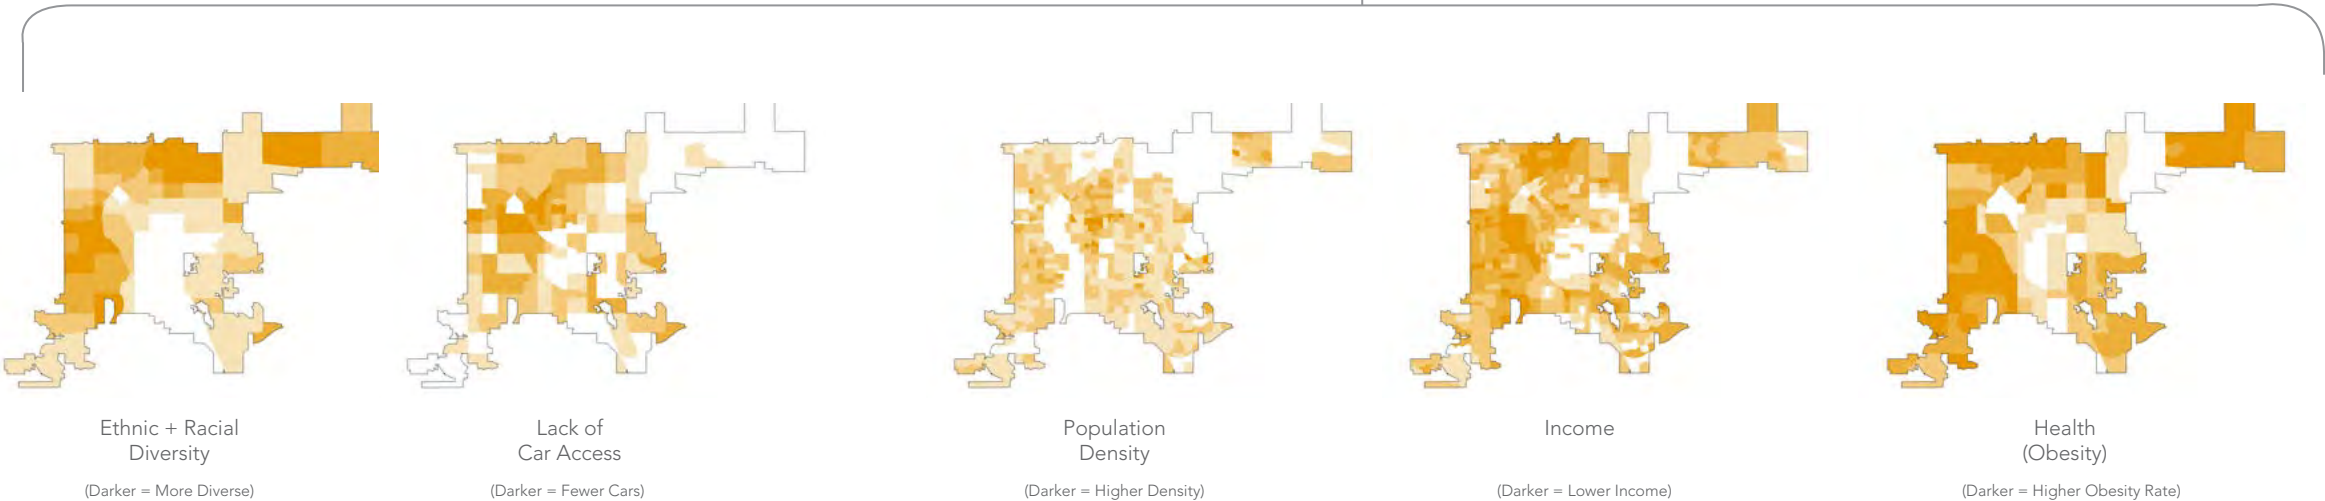 Ethnic + Racial
Diversity
(Darker = More Diverse)
Lack of
Car Access
(Darker = Fewer Cars)
Population
Density
(Darker = Higher Density)
Income
(Darker = Lower Income)
Health
(Obesity)
(Darker = Higher Obesity Rate)